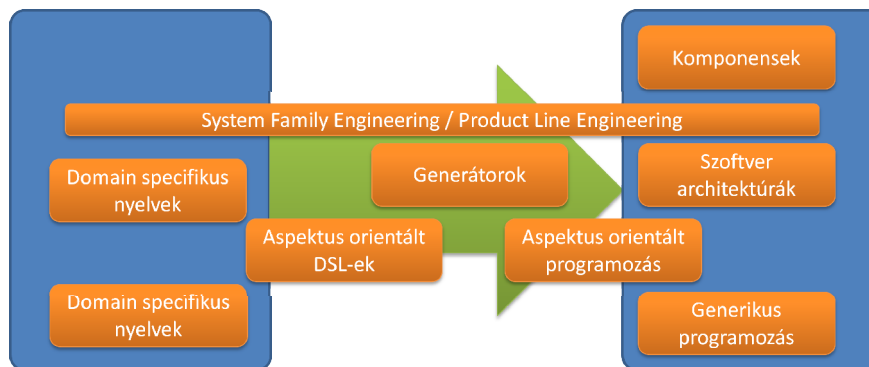 Komponensek
System Family Engineering / Product Line Engineering
Domain specifikus
nyelvek
Generátorok
Szoftver
architektúrák
Aspektus orientált
DSL-ek
Aspektus orientált
programozás
Domain specifikus
nyelvek
Generikus
programozás